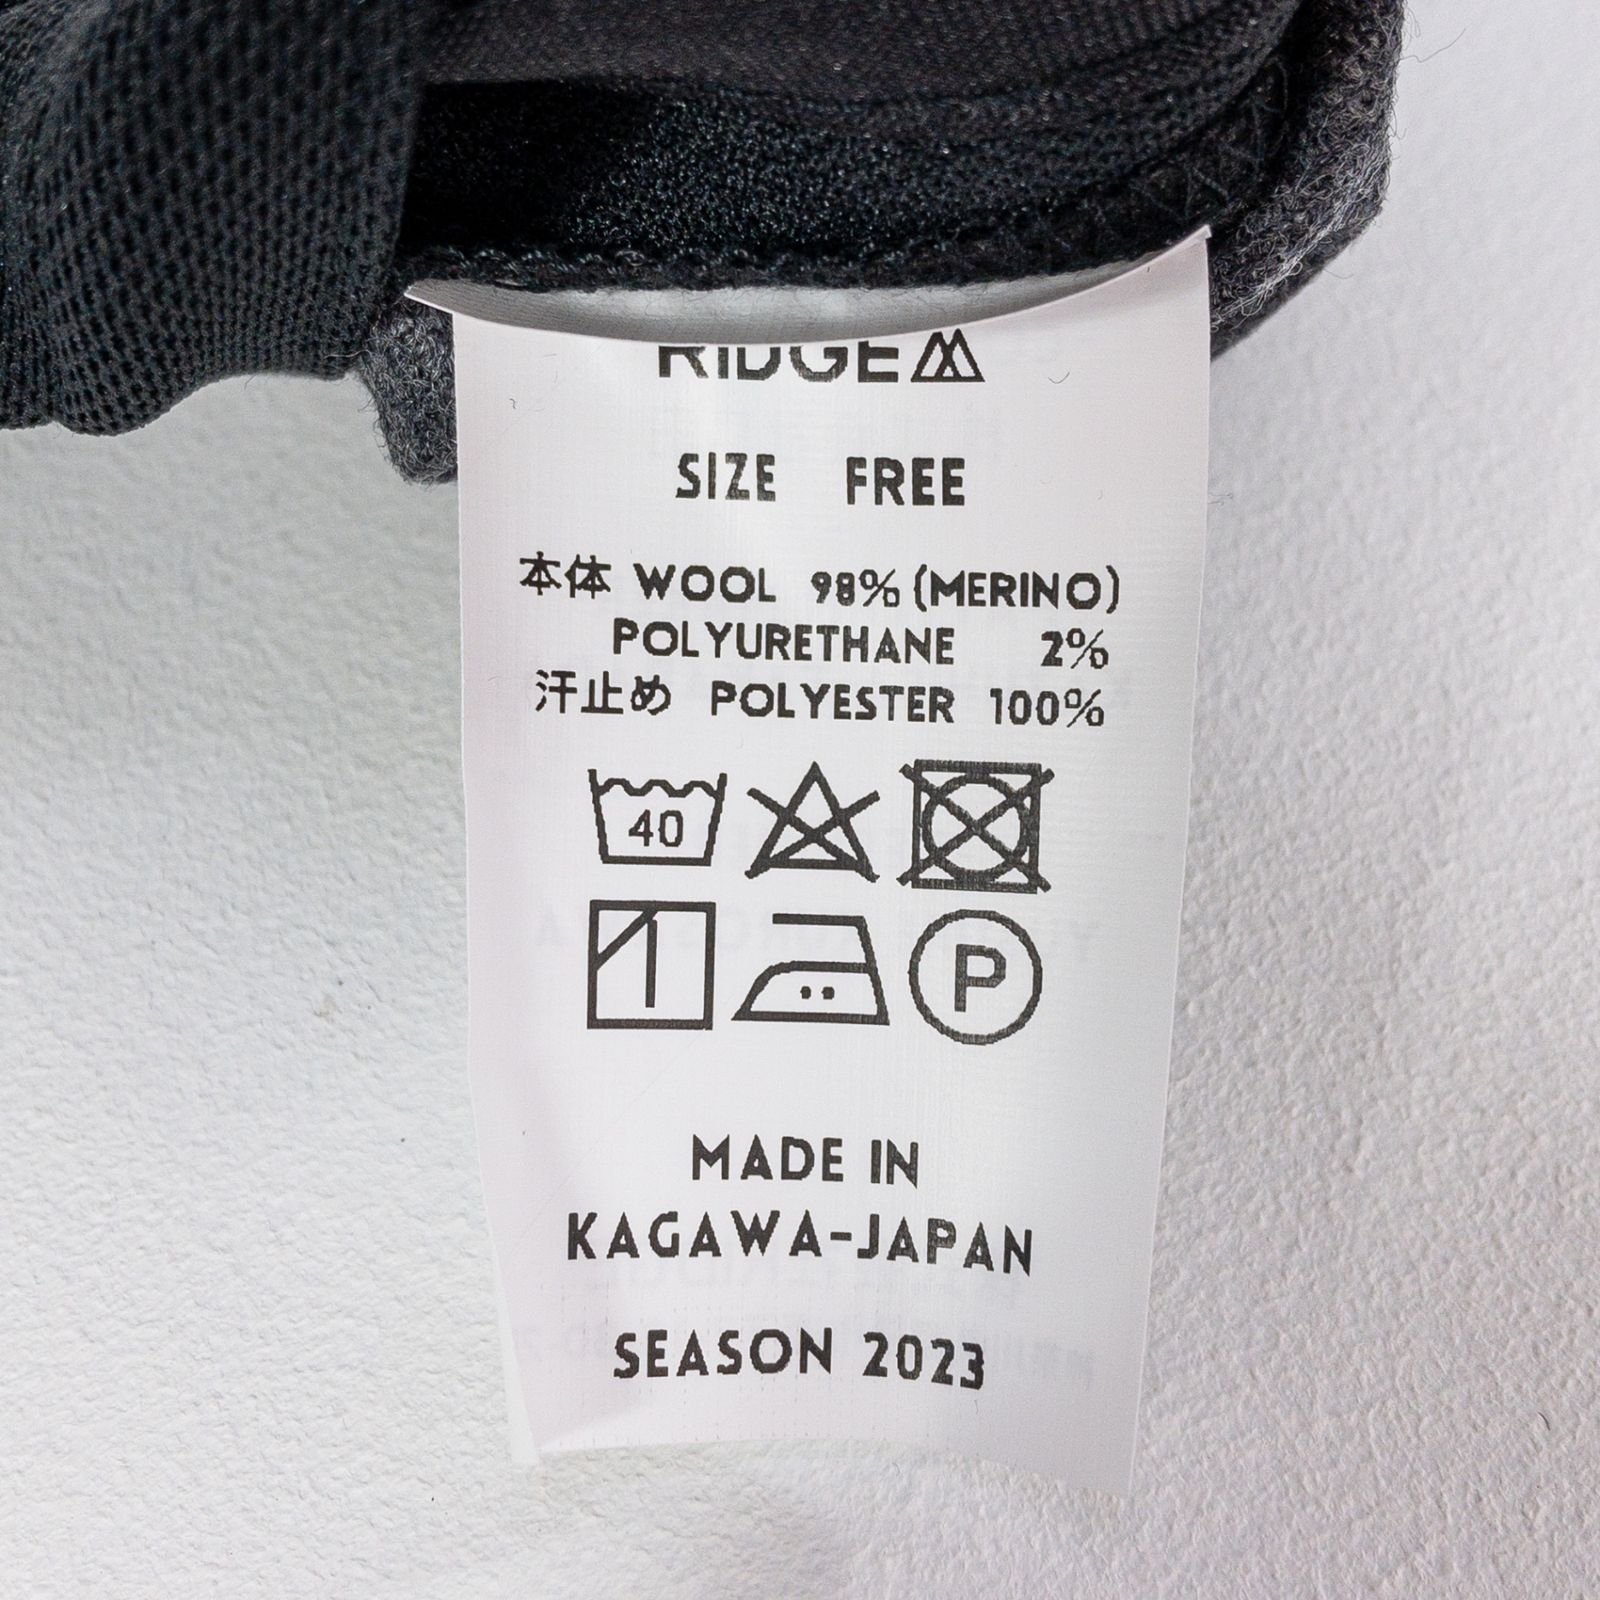 RIDGE
SIZE FREE
本体 WOOL 98% (MERINO)
POLYURETHANE 2%
汗止め POLYESTER 100%
40
P
MADE IN
KAGAWA-JAPAN
SEASON 2023